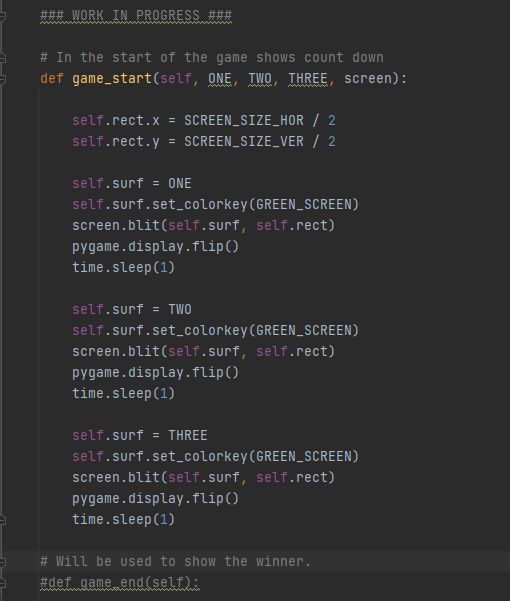 ### WORK IN PROGRESS ###
# In the start of the game shows count down
def game_start(self, ONE, TWO, THREE, screen):
self.rect.x = SCREEN_SIZE_HOR / 2
self.rect.y = SCREEN_SIZE_VER / 2
self.surf = ONE
self.surf.set_colorkey(GREEN_SCREEN)
screen.blit(self.surf, self.rect)
pygame.display.flip()
time.sleep(1)
self.surf = TWO
self.surf.set_colorkey(GREEN_SCREEN)
screen.blit(self.surf, self.rect)
pygame.display.flip()
time.sleep(1)
self.surf = THREE
self.surf.set_colorkey(GREEN_SCREEN)
screen.blit(self.surf, self.rect)
pygame.display.flip()
time.sleep(1)
# Will be used to show the winner.
#def game_end(self):